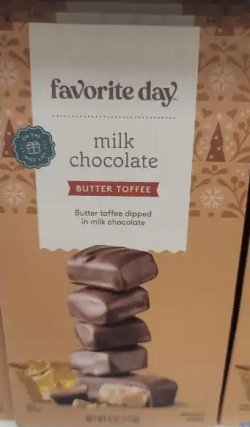 favorite day
milk
chocolate
BUTTER TOFFEE
Butter toffee dipped
in milk chocolate